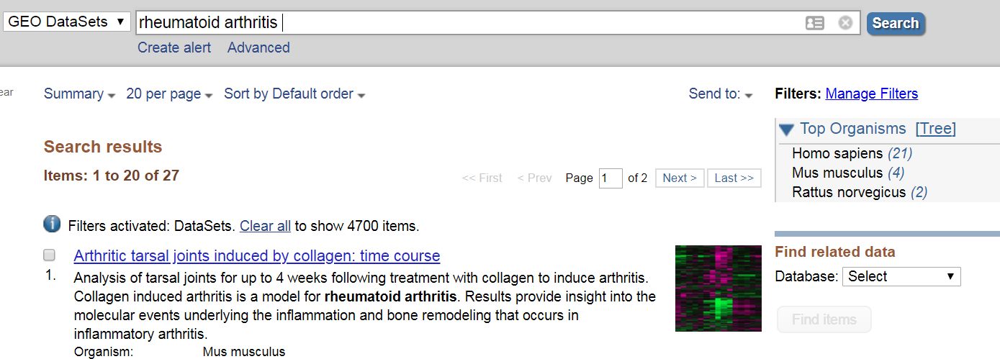 GEO DataSets
rheumatoid arthritis
Search
Create alert Advanced
ear
Summary 20 per page Sort by Default order Send to:
Filters: Manage Filters
Top Organisms [Tree]
Homo sapiens (21)
Mus musculus (4)
Rattus norvegicus (2)
Search results
Items: 1 to 20 of 27
<< First < Prev Page 1 of 2 Next > Last >>
Filters activated: DataSets. Clear all to show 4700 items.
Arthritic tarsal joints induced by collagen: time course
1. Analysis of tarsal joints for up to 4 weeks following treatment with collagen to induce arthritis.
Collagen induced arthritis is a model for rheumatoid arthritis. Results provide insight into the
molecular events underlying the inflammation and bone remodeling that occurs in
inflammatory arthritis.
Organism: Mus musculus
Find related data
Database: Select
Find items